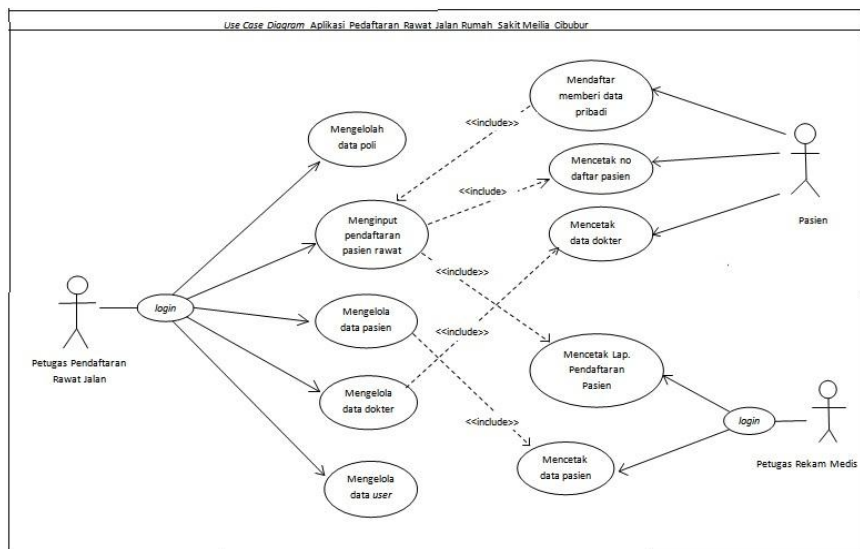 Use Case Diagram Aplikasi Pedaftaran Rawat Jalan Rumah Sakit Meilia Cibubur
Mendaftar
memberi data
pribadi
<<include>>
Mengelolah
data poli
Mencetak no
daftar pasien
<<include>
Menginput
pendaftaran
pasien rawat
Mencetak
data dokter
Pasien
<<include>>
login
Mengelola
data pasien
<<include>>
Petugas Pendaftaran
Rawat Jalan
Mencetak Lap.
Pendaftaran
Pasien
Mengelola
data dokter
<<include>>
login
Mencetak
data pasien
Petugas Rekam Medis
Mengelola
data user